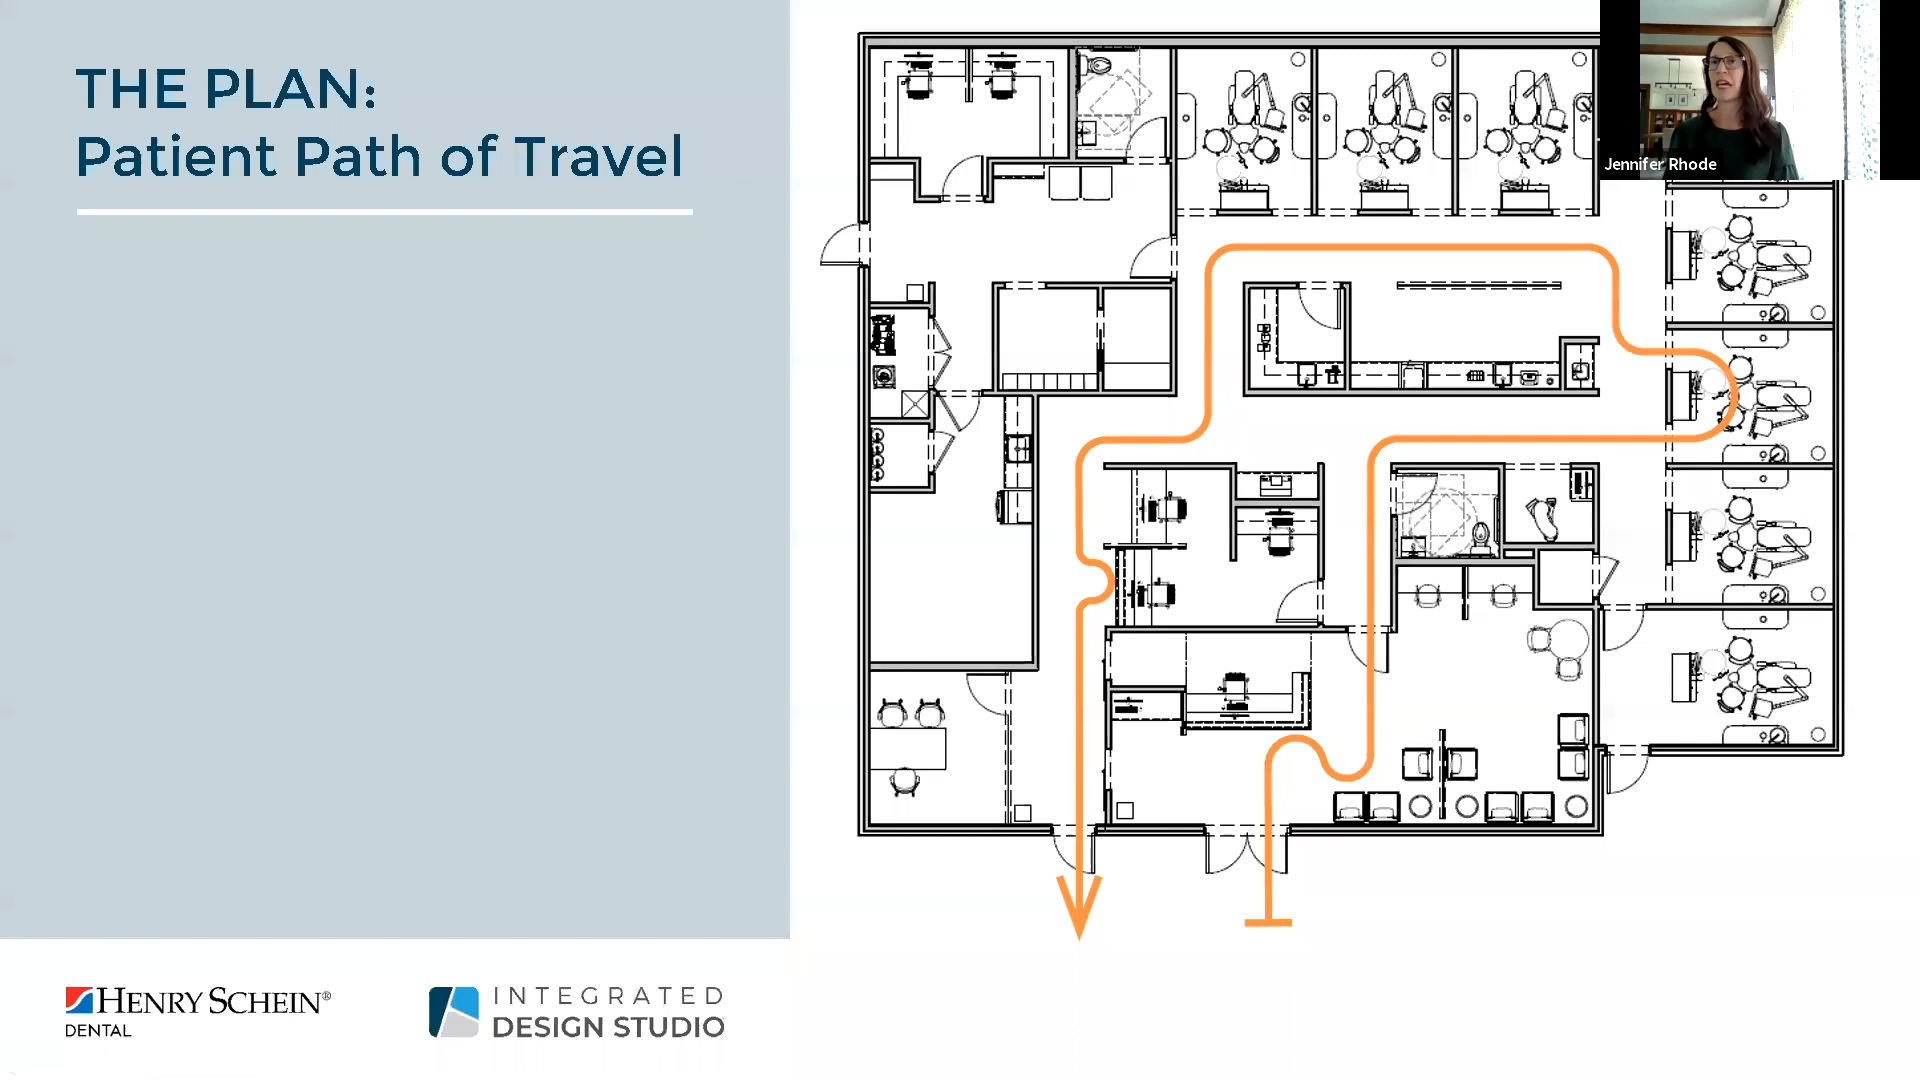 THE PLAN:
Patient Path of Travel
Jennifer Rhode
HENRY SCHEIN®
DENTAL
INTEGRATED
DESIGN STUDIO